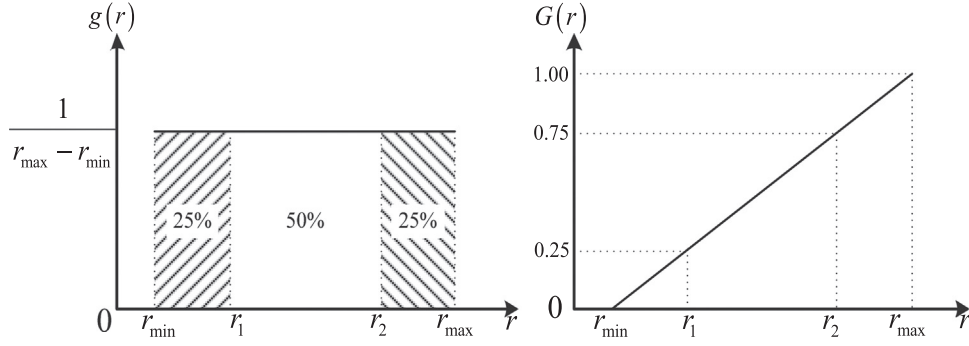 g(r)
1
r_max − r_min
25%
50%
25%
0
r_min
r_1
r_2
r_max
r
G(r)
1.00
0.75
0.25
0
r_min
r_1
r_2
r_max
r